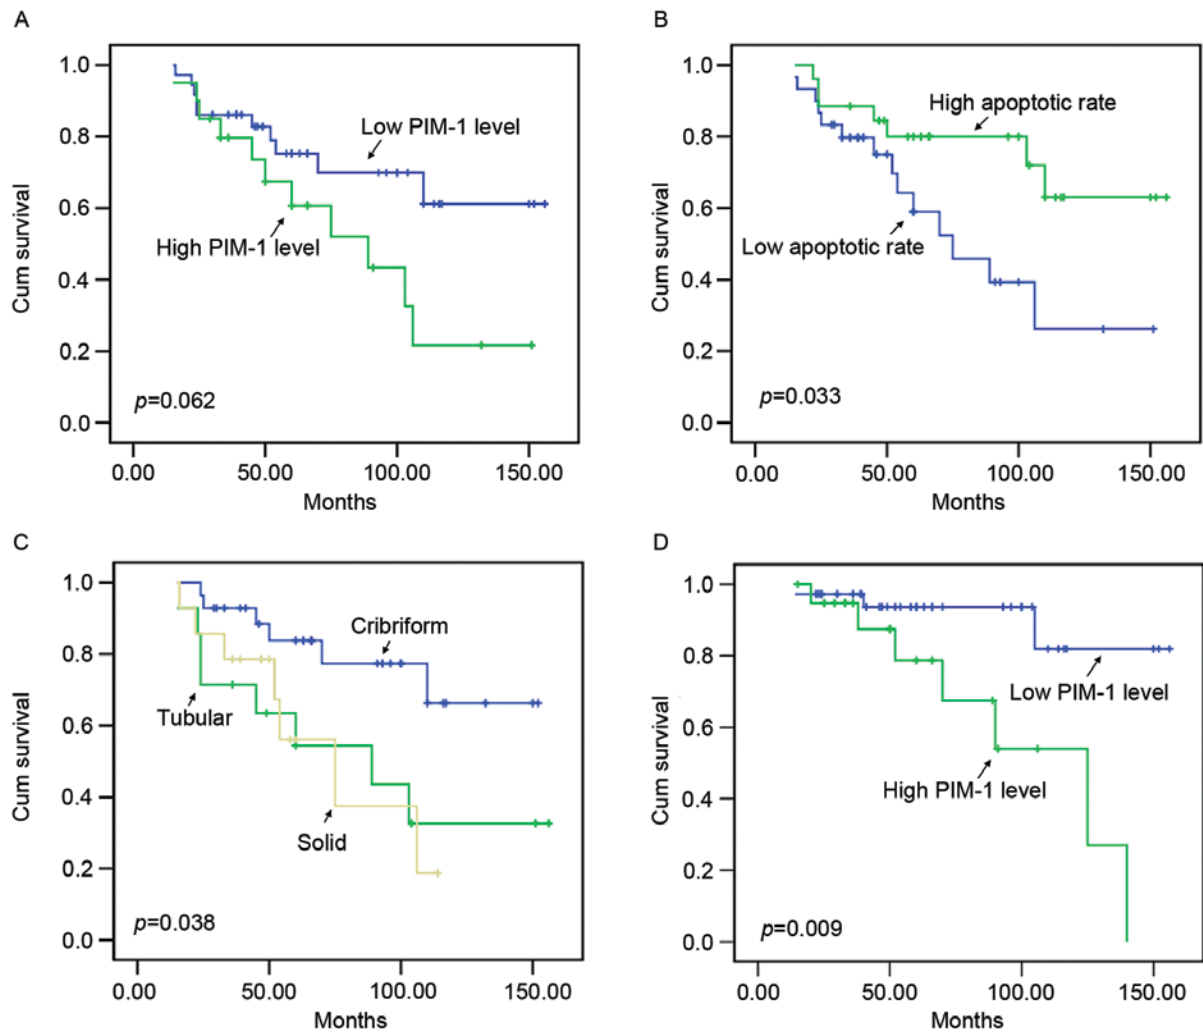 A
Cum survival
1.0
0.8
0.6
0.4
0.2
0.0
Low PIM-1 level
High PIM-1 level
p=0.062
0.00 50.00 100.00 150.00
Months
B
Cum survival
1.0
0.8
0.6
0.4
0.2
0.0
High apoptotic rate
Low apoptotic rate
p=0.033
0.00 50.00 100.00 150.00
Months
C
Cum survival
1.0
0.8
0.6
0.4
0.2
0.0
Cribriform
Tubular
Solid
p=0.038
0.00 50.00 100.00 150.00
Months
D
Cum survival
1.0
0.8
0.6
0.4
0.2
0.0
Low PIM-1 level
High PIM-1 level
p=0.009
0.00 50.00 100.00 150.00
Months